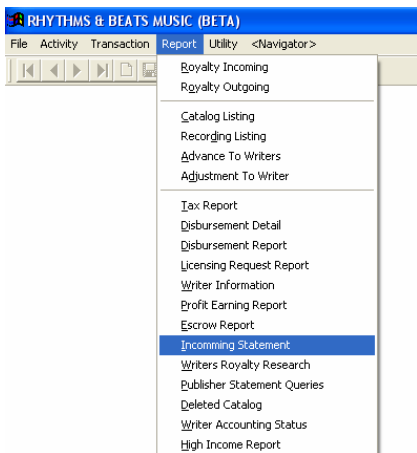 RHYTHMS & BEATS MUSIC (BETA)
File Activity Transaction Report Utility <Navigator>
Royalty Incoming
Royalty Outgoing
Catalog Listing
Recording Listing
Advance To Writers
Adjustment To Writer
Tax Report
Disbursement Detail
Disbursement Report
Licensing Request Report
Writer Information
Profit Earning Report
Escrow Report
Incomming Statement
Writers Royalty Research
Publisher Statement Queries
Deleted Catalog
Writer Accounting Status
High Income Report